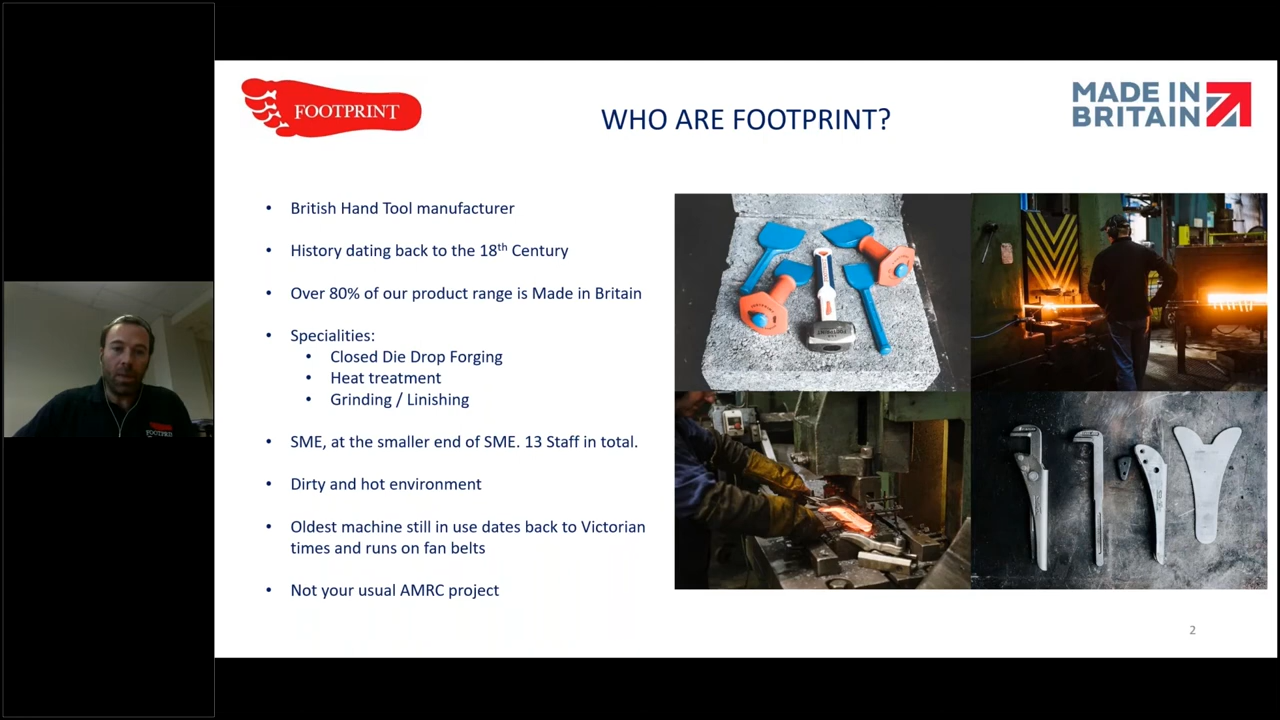 FOOTPRINT
WHO ARE FOOTPRINT?
MADE IN
BRITAIN
• British Hand Tool manufacturer
• History dating back to the 18th Century
• Over 80% of our product range is Made in Britain
• Specialities:
• Closed Die Drop Forging
• Heat treatment
• Grinding / Linishing
• SME, at the smaller end of SME. 13 Staff in total.
• Dirty and hot environment
• Oldest machine still in use dates back to Victorian
times and runs on fan belts
• Not your usual AMRC project
FOOTPRINT
2